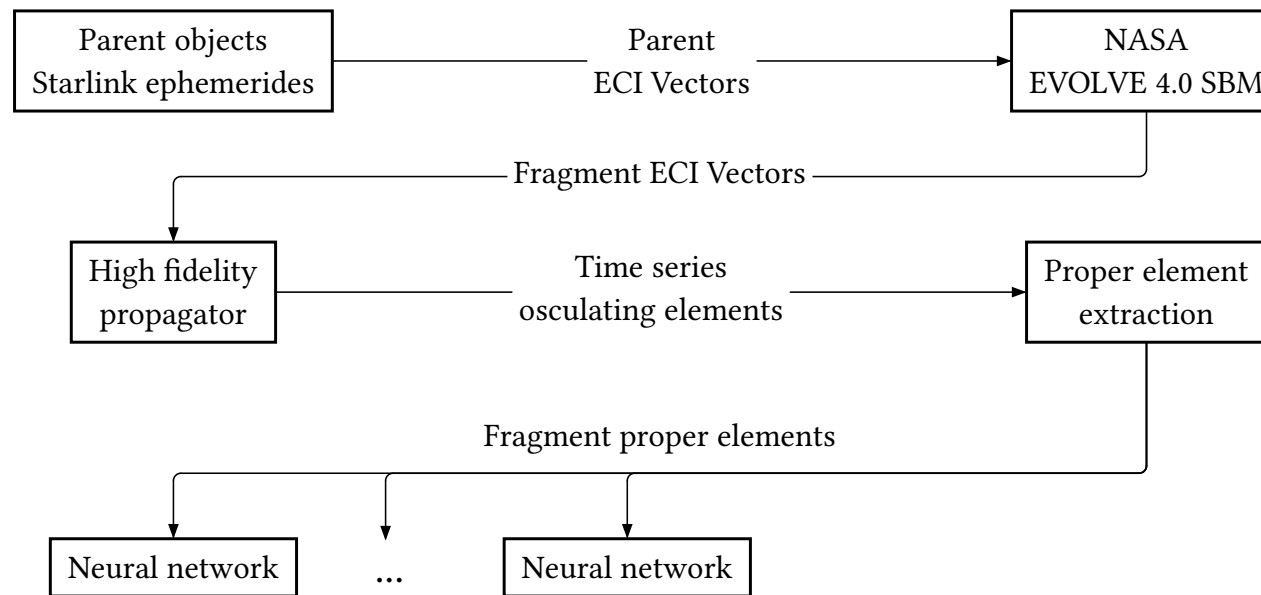 Parent objects
Starlink ephemerides
Parent
ECI Vectors
NASA
EVOLVE 4.0 SBM
Fragment ECI Vectors
High fidelity
propagator
Time series
osculating elements
Proper element
extraction
Fragment proper elements
Neural network
...
Neural network